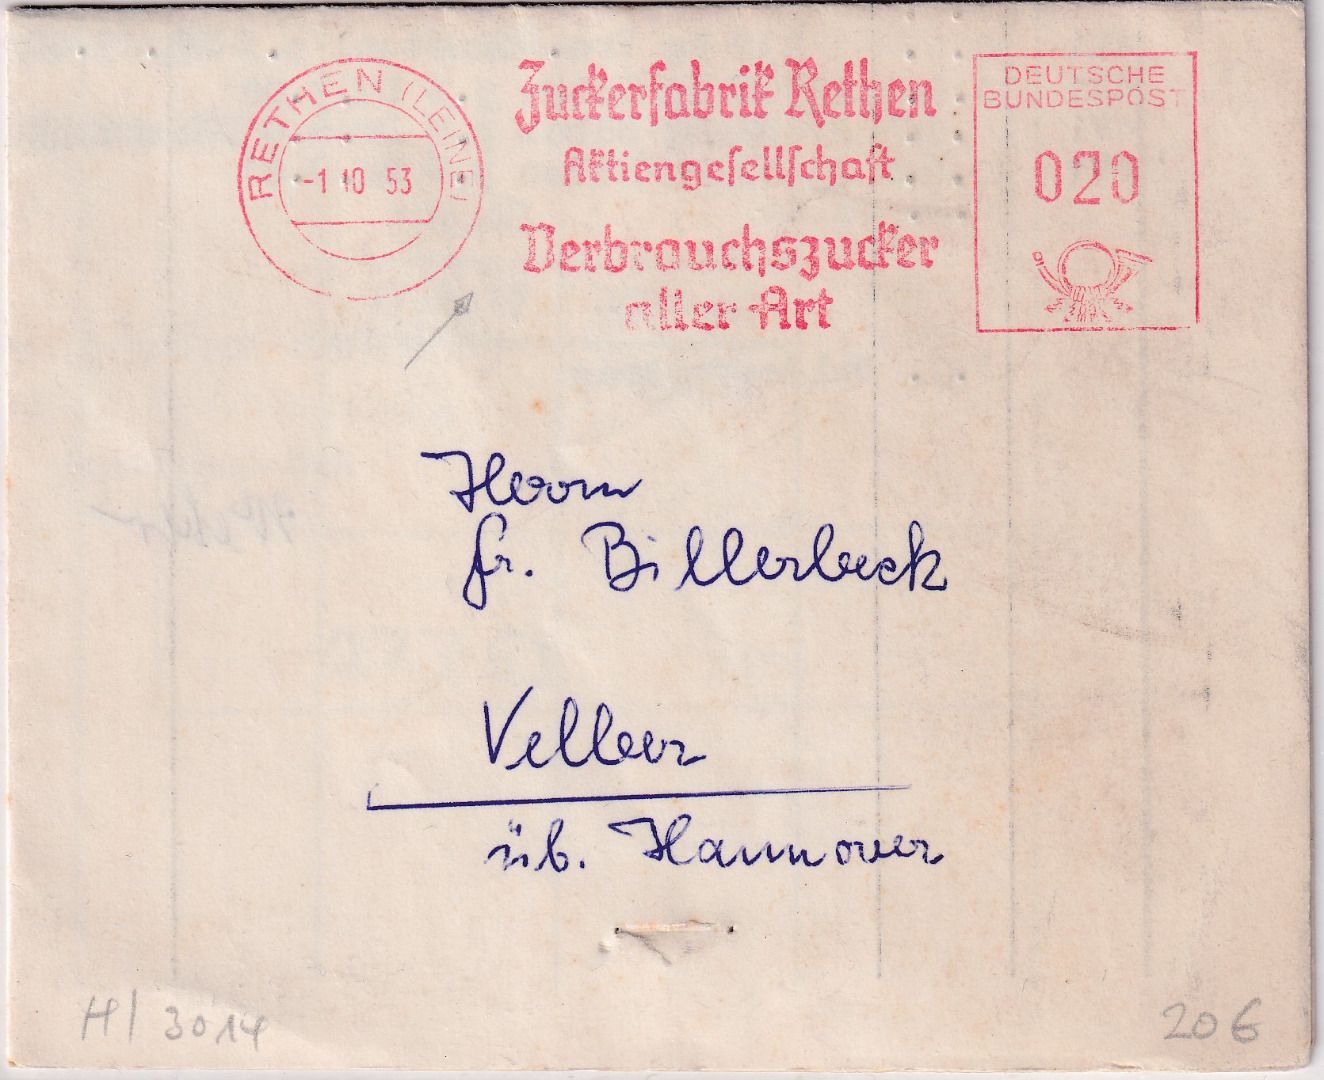 RETHEN (LEINE)
-1.10 53
Zuckerfabrik Rethen
Aktiengesellschaft
Verbrauchszucker
aller Art
DEUTSCHE
BUNDESPOST
020
Herrn
Fr. Billerbeck
Velber
üb. Hannover
H/ 3014
20 G